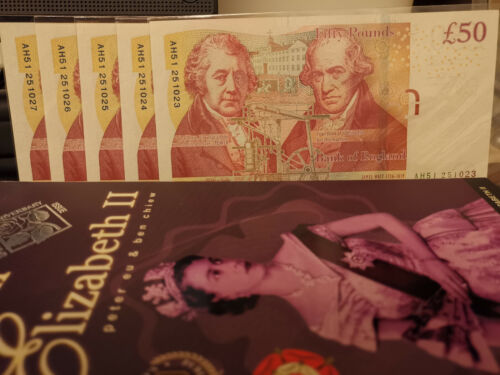 AH51 251027
AH51 251026
AH51 251025
AH51 251024
AH51 251023
Fifty Pounds
£50
Bank of England
AH51 251023
ISSUE
Elizabeth II
peter eu & ben chiew